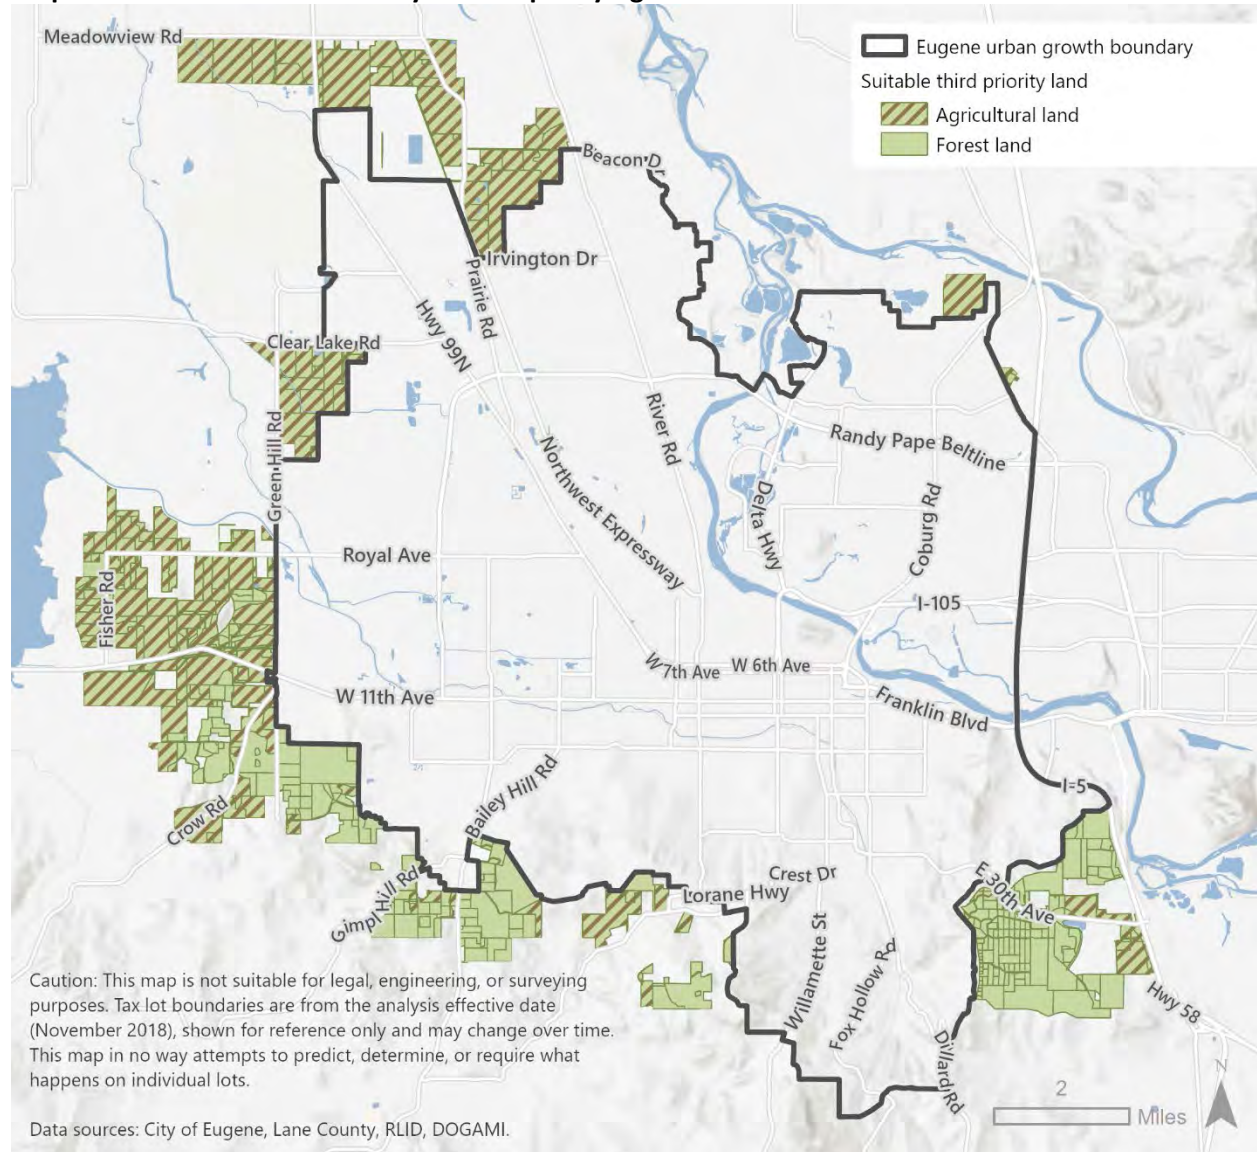 Meadowview Rd
Eugene urban growth boundary
Suitable third priority land
Agricultural land
Forest land
Beacon Dr
Irvington Dr
Prairie Rd
Hwy 99N
Clear Lake Rd
Green Hill Rd
River Rd
Randy Pape Beltline
Northwest Expressway
Delta Hwy
Coburg Rd
Royal Ave
Fisher Rd
I-105
W 7th Ave
W 6th Ave
W 11th Ave
Franklin Blvd
Bailey Hill Rd
I-5
Crow Rd
Crest Dr
E 30th Ave
Gimpl Hill Rd
Lorane Hwy
Willamette St
Fox Hollow Rd
Hwy 58
Dillard Rd
Caution: This map is not suitable for legal, engineering, or surveying
purposes. Tax lot boundaries are from the analysis effective date
(November 2018), shown for reference only and may change over time.
This map in no way attempts to predict, determine, or require what
happens on individual lots.
Data sources: City of Eugene, Lane County, RLID, DOGAMI.
2
Miles
N